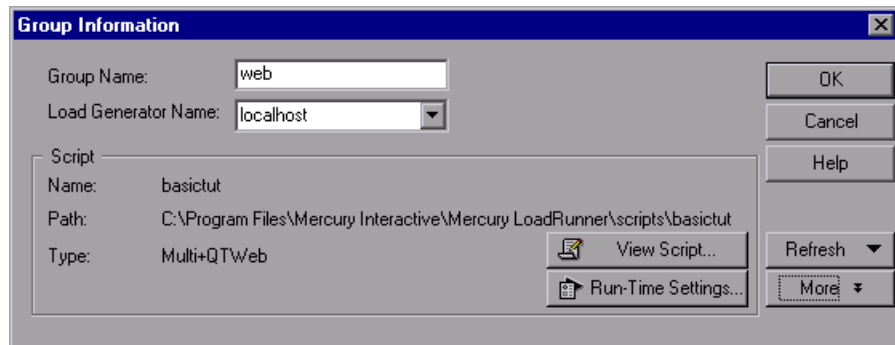 Group Information
Group Name: web
OK
Load Generator Name: localhost
Cancel
Help
Script
Name: basictut
Path: C:\Program Files\Mercury Interactive\Mercury LoadRunner\scripts\basictut
Type: Multi+QTWeb
View Script...
Refresh
Run-Time Settings...
More